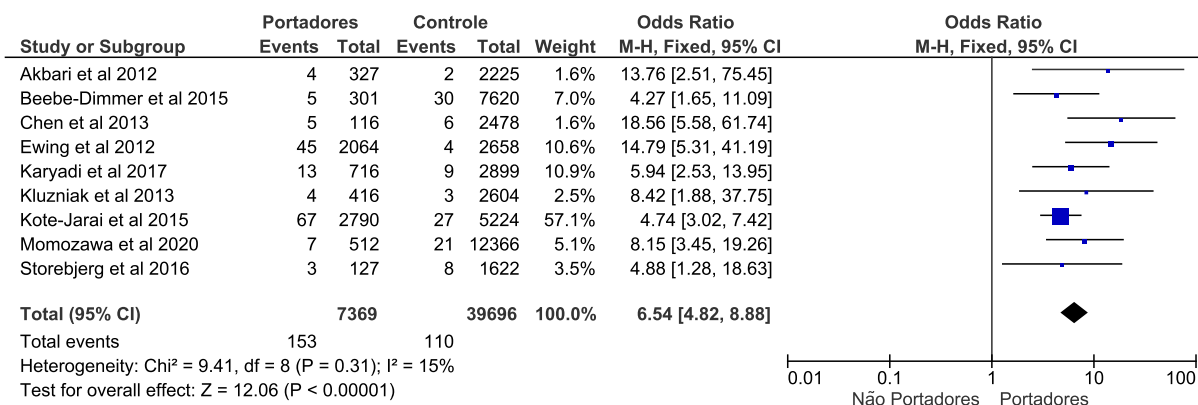 Portadores Controle Odds Ratio Odds Ratio
Study or Subgroup Events Total Events Total Weight M-H, Fixed, 95% CI M-H, Fixed, 95% CI
Akbari et al 2012 4 327 2 2225 1.6% 13.76 [2.51, 75.45]
Beebe-Dimmer et al 2015 5 301 30 7620 7.0% 4.27 [1.65, 11.09]
Chen et al 2013 5 116 6 2478 1.6% 18.56 [5.58, 61.74]
Ewing et al 2012 45 2064 4 2658 10.6% 14.79 [5.31, 41.19]
Karyadi et al 2017 13 716 9 2899 10.9% 5.94 [2.53, 13.95]
Kluzniak et al 2013 4 416 3 2604 2.5% 8.42 [1.88, 37.75]
Kote-Jarai et al 2015 67 2790 27 5224 57.1% 4.74 [3.02, 7.42]
Momozawa et al 2020 7 512 21 12366 5.1% 8.15 [3.45, 19.26]
Storebjerg et al 2016 3 127 8 1622 3.5% 4.88 [1.28, 18.63]
Total (95% CI) 7369 39696 100.0% 6.54 [4.82, 8.88]
Total events 153 110
Heterogeneity: Chi² = 9.41, df = 8 (P = 0.31); I² = 15%
Test for overall effect: Z = 12.06 (P < 0.00001)
0.01 0.1 1 10 100
Não Portadores Portadores